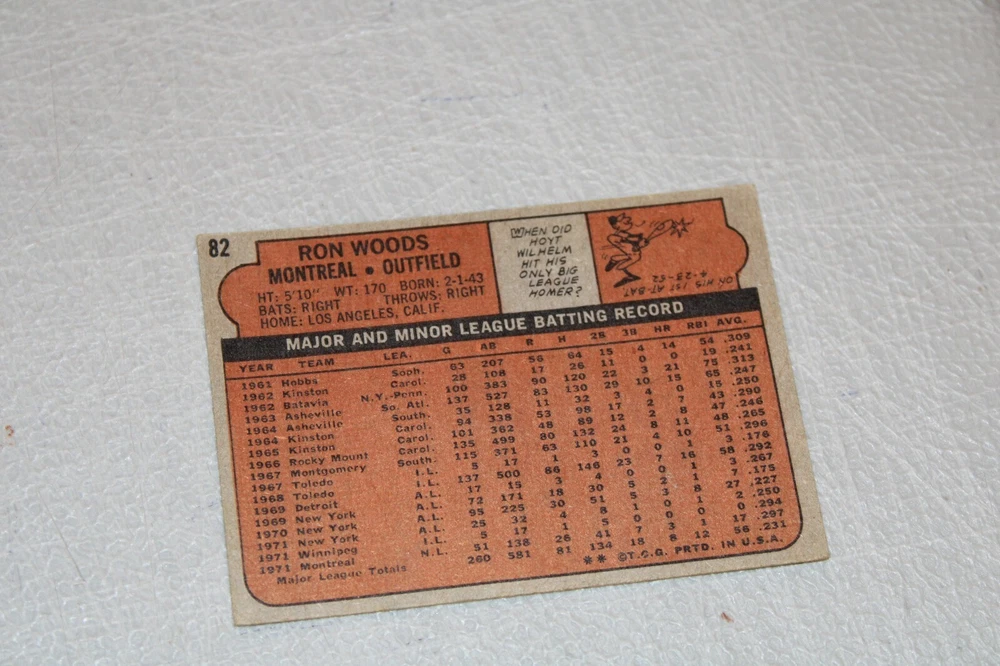 82
RON WOODS
MONTREAL • OUTFIELD
HT: 5'10" WT: 170 BORN: 2-1-43
BATS: RIGHT THROWS: RIGHT
HOME: LOS ANGELES, CALIF.
WHEN DID
HOYT
WILHELM
HIT HIS
ONLY BIG
LEAGUE
HOMER?
ON HIS 1ST AT-BAT
4-23-52
MAJOR AND MINOR LEAGUE BATTING RECORD
YEAR TEAM LEA. G AB R H 2B 3B HR RBI AVG.
1961 Hobbs Soph. 63 207 56 64 15 4 14 54 .309
1962 Kinston Carol. 28 108 17 26 11 0 0 19 .241
1962 Batavia N.Y.-Penn. 100 383 90 120 22 3 21 75 .313
1963 Asheville So. Atl. 137 527 83 130 29 10 15 65 .247
1964 Asheville South. 35 128 11 32 3 4 0 15 .250
1964 Kinston Carol. 94 338 53 98 17 2 7 43 .290
1965 Kinston Carol. 101 362 48 89 12 2 8 47 .246
1966 Rocky Mount Carol. 135 499 80 132 24 8 11 48 .265
1967 Montgomery South. 115 371 63 110 21 4 10 51 .296
1967 Toledo I.L. 5 17 1 3 0 0 1 3 .176
1968 Toledo I.L. 137 500 86 146 23 7 16 58 .292
1969 Detroit A.L. 17 15 3 4 0 0 1 3 .267
1969 New York A.L. 72 171 18 30 5 2 1 7 .175
1970 New York A.L. 95 225 30 51 5 3 8 27 .227
1971 New York A.L. 25 32 4 8 1 0 1 2 .250
1971 Winnipeg I.L. 5 17 1 5 0 0 0 0 .294
1971 Montreal N.L. 51 138 26 41 7 3 1 17 .297
Major League Totals 260 581 81 134 18 8 12 56 .231
** ©T.C.G. PRTD. IN U.S.A.